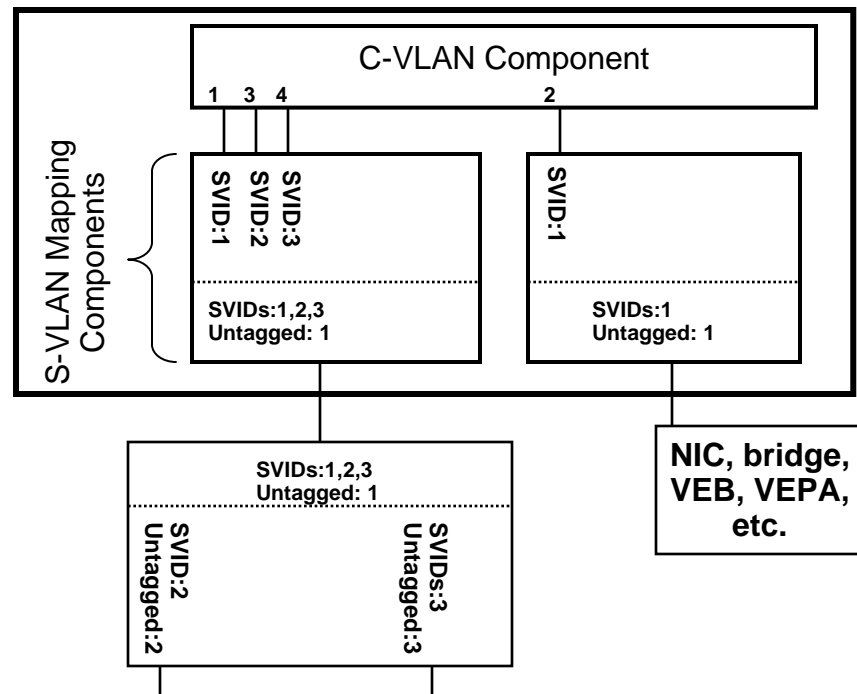 C-VLAN Component
1 3 4 2
S-VLAN Mapping
Components
SVID:1
SVID:2
SVID:3
SVID:1
SVIDs:1,2,3
Untagged: 1
SVIDs:1
Untagged: 1
SVIDs:1,2,3
Untagged: 1
NIC, bridge,
VEB, VEPA,
etc.
SVID:2
Untagged:2
SVIDs:3
Untagged:3